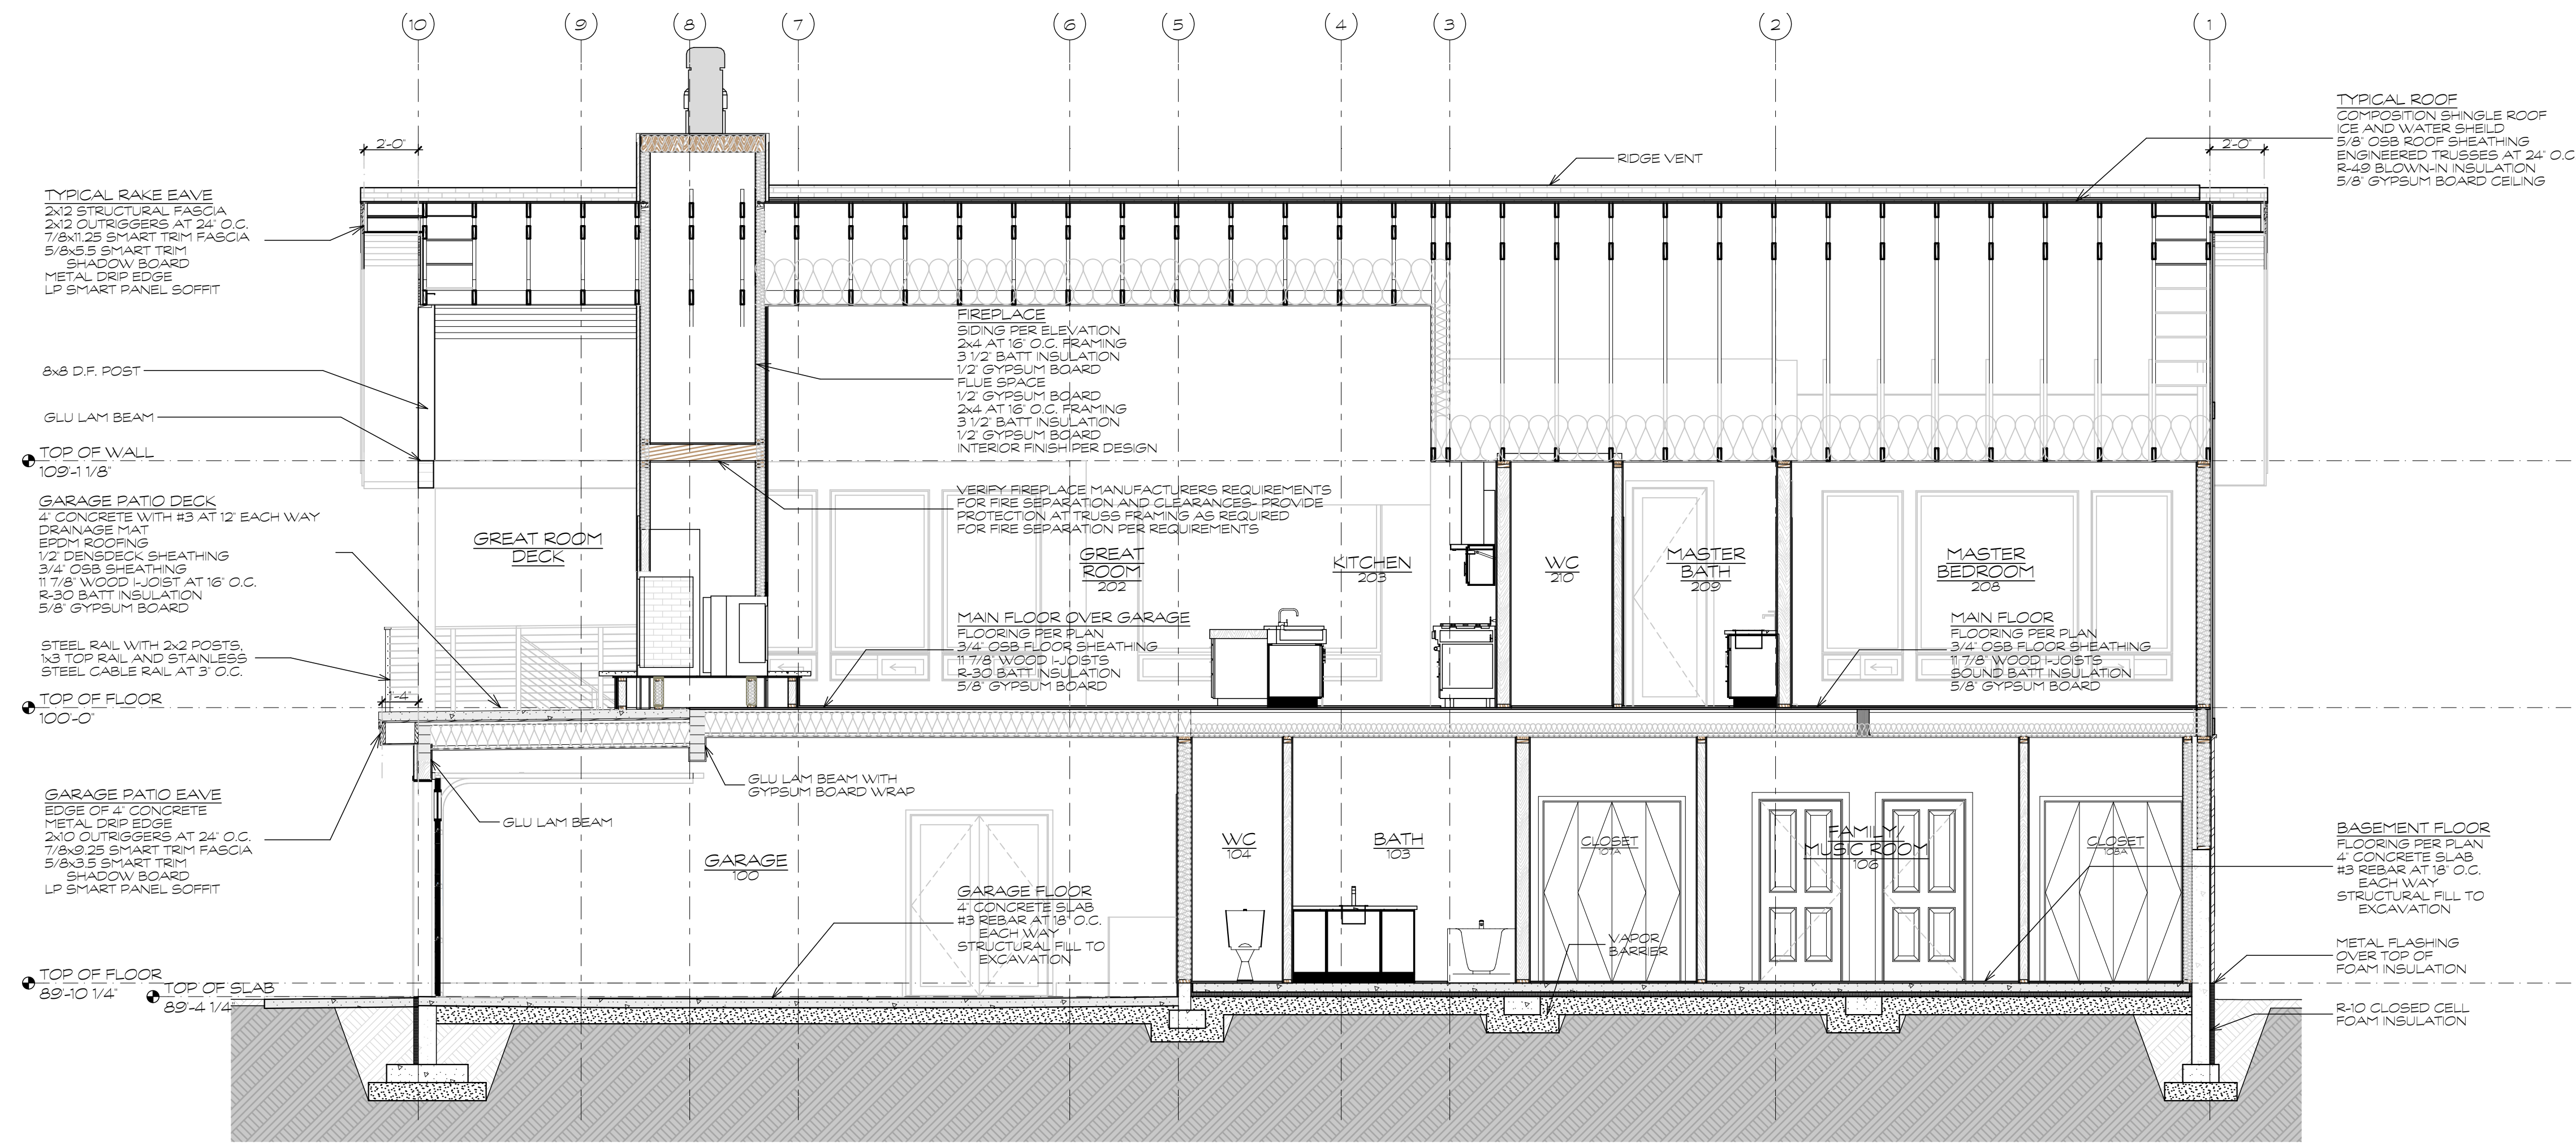 10
9
8
7
6
5
4
3
2
1
2'-0"
2'-0"
TYPICAL ROOF
COMPOSITION SHINGLE ROOF
ICE AND WATER SHEILD
5/8" OSB ROOF SHEATHING
ENGINEERED TRUSSES AT 24" O.C
R-49 BLOWN-IN INSULATION
5/8" GYPSUM BOARD CEILING
RIDGE VENT
TYPICAL RAKE EAVE
2x12 STRUCTURAL FASCIA
2x12 OUTRIGGERS AT 24" O.C.
7/8x11.25 SMART TRIM FASCIA
5/8x5.5 SMART TRIM
SHADOW BOARD
METAL DRIP EDGE
LP SMART PANEL SOFFIT
8x8 D.F. POST
GLU LAM BEAM
TOP OF WALL
109'-1 1/8"
FIREPLACE
SIDING PER ELEVATION
2x4 AT 16" O.C. FRAMING
3 1/2" BATT INSULATION
1/2" GYPSUM BOARD
FLUE SPACE
1/2" GYPSUM BOARD
2x4 AT 16" O.C. FRAMING
3 1/2" BATT INSULATION
1/2" GYPSUM BOARD
INTERIOR FINISH PER DESIGN
VERIFY FIREPLACE MANUFACTURERS REQUIREMENTS
FOR FIRE SEPARATION AND CLEARANCES- PROVIDE
PROTECTION AT TRUSS FRAMING AS REQUIRED
FOR FIRE SEPARATION PER REQUIREMENTS
GARAGE PATIO DECK
4" CONCRETE WITH #3 AT 12" EACH WAY
DRAINAGE MAT
EPDM ROOFING
1/2" DENSDECK SHEATHING
3/4" OSB SHEATHING
11 7/8" WOOD I-JOIST AT 16" O.C.
R-30 BATT INSULATION
5/8" GYPSUM BOARD
GREAT ROOM
DECK
GREAT
ROOM
202
KITCHEN
203
WC
210
MASTER
BATH
209
MASTER
BEDROOM
208
STEEL RAIL WITH 2x2 POSTS,
1x3 TOP RAIL AND STAINLESS
STEEL CABLE RAIL AT 3" O.C.
1'-4"
MAIN FLOOR OVER GARAGE
FLOORING PER PLAN
3/4" OSB FLOOR SHEATHING
11 7/8" WOOD I-JOISTS
R-30 BATT INSULATION
5/8" GYPSUM BOARD
MAIN FLOOR
FLOORING PER PLAN
3/4" OSB FLOOR SHEATHING
11 7/8" WOOD I-JOISTS
SOUND BATT INSULATION
5/8" GYPSUM BOARD
TOP OF FLOOR
100'-0"
GLU LAM BEAM WITH
GYPSUM BOARD WRAP
GLU LAM BEAM
GARAGE PATIO EAVE
EDGE OF 4" CONCRETE
METAL DRIP EDGE
2x10 OUTRIGGERS AT 24" O.C.
7/8x9.25 SMART TRIM FASCIA
5/8x3.5 SMART TRIM
SHADOW BOARD
LP SMART PANEL SOFFIT
GARAGE
100
WC
104
BATH
103
CLOSET
107A
FAMILY/
MUSIC ROOM
106
CLOSET
108A
GARAGE FLOOR
4" CONCRETE SLAB
#3 REBAR AT 18" O.C.
EACH WAY
STRUCTURAL FILL TO
EXCAVATION
VAPOR
BARRIER
BASEMENT FLOOR
FLOORING PER PLAN
4" CONCRETE SLAB
#3 REBAR AT 18" O.C.
EACH WAY
STRUCTURAL FILL TO
EXCAVATION
METAL FLASHING
OVER TOP OF
FOAM INSULATION
R-10 CLOSED CELL
FOAM INSULATION
TOP OF FLOOR
89'-10 1/4"
TOP OF SLAB
89'-4 1/4"